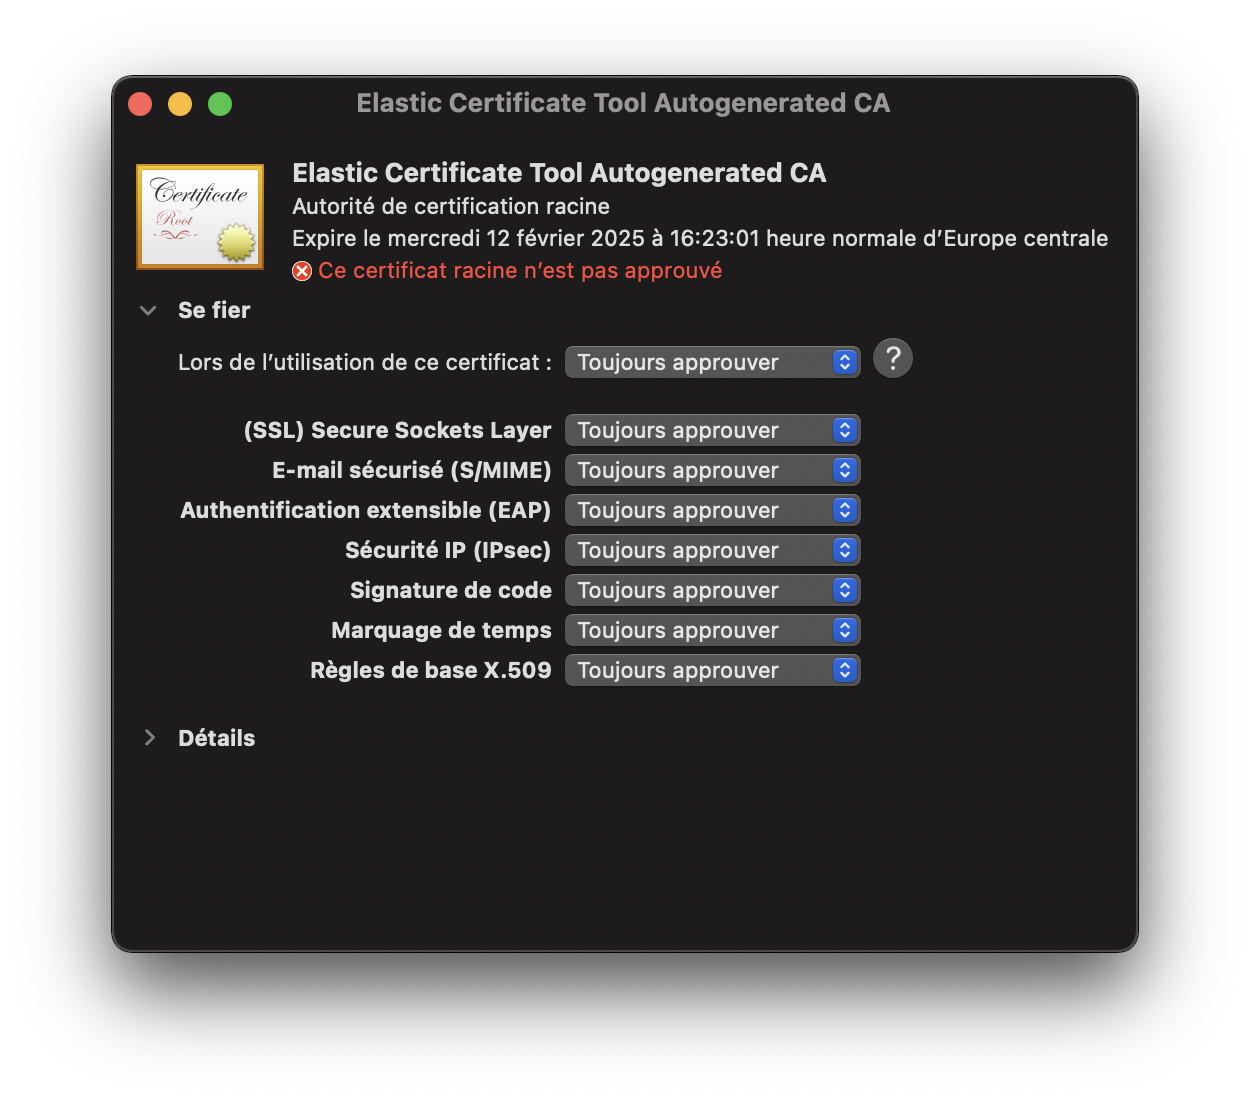 Elastic Certificate Tool Autogenerated CA
Certificate
Root
Elastic Certificate Tool Autogenerated CA
Autorité de certification racine
Expire le mercredi 12 février 2025 à 16:23:01 heure normale d’Europe centrale
Ce certificat racine n’est pas approuvé
Se fier
Lors de l’utilisation de ce certificat : Toujours approuver ?
(SSL) Secure Sockets Layer Toujours approuver
E-mail sécurisé (S/MIME) Toujours approuver
Authentification extensible (EAP) Toujours approuver
Sécurité IP (IPsec) Toujours approuver
Signature de code Toujours approuver
Marquage de temps Toujours approuver
Règles de base X.509 Toujours approuver
Détails